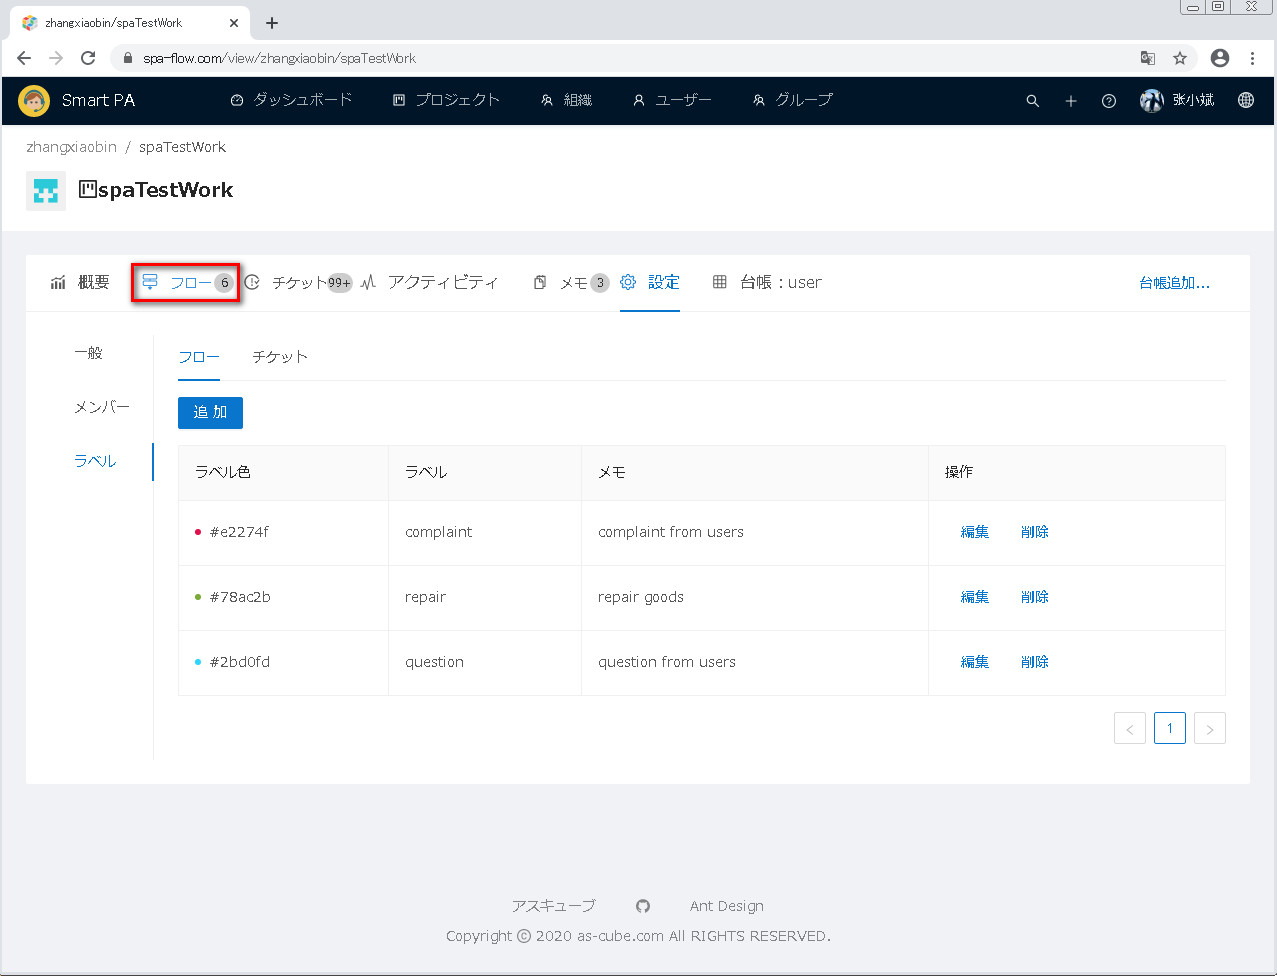 zhangxiaobin/spaTestWork
spa-flow.com/view/zhangxiaobin/spaTestWork
Smart PA ダッシュボード プロジェクト 組織 ユーザー グループ 张小斌
zhangxiaobin / spaTestWork
spaTestWork
概要 フロー 6 チケット 99+ アクティビティ メモ 3 設定 台帳：user 台帳追加...
一般
メンバー
ラベル
フロー チケット
追 加
ラベル色 ラベル メモ 操作
#e2274f complaint complaint from users 編集 削除
#78ac2b repair repair goods 編集 削除
#2bd0fd question question from users 編集 削除
< 1 >
アスキューブ Ant Design
Copyright © 2020 as-cube.com All RIGHTS RESERVED.